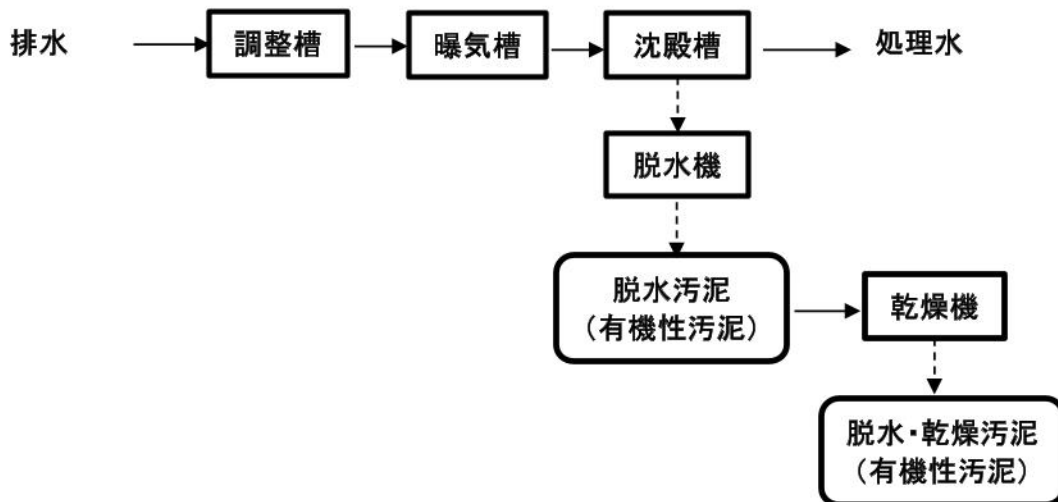 排水
調整槽
曝気槽
沈殿槽
処理水
脱水機
脱水汚泥
（有機性汚泥）
乾燥機
脱水・乾燥汚泥
（有機性汚泥）